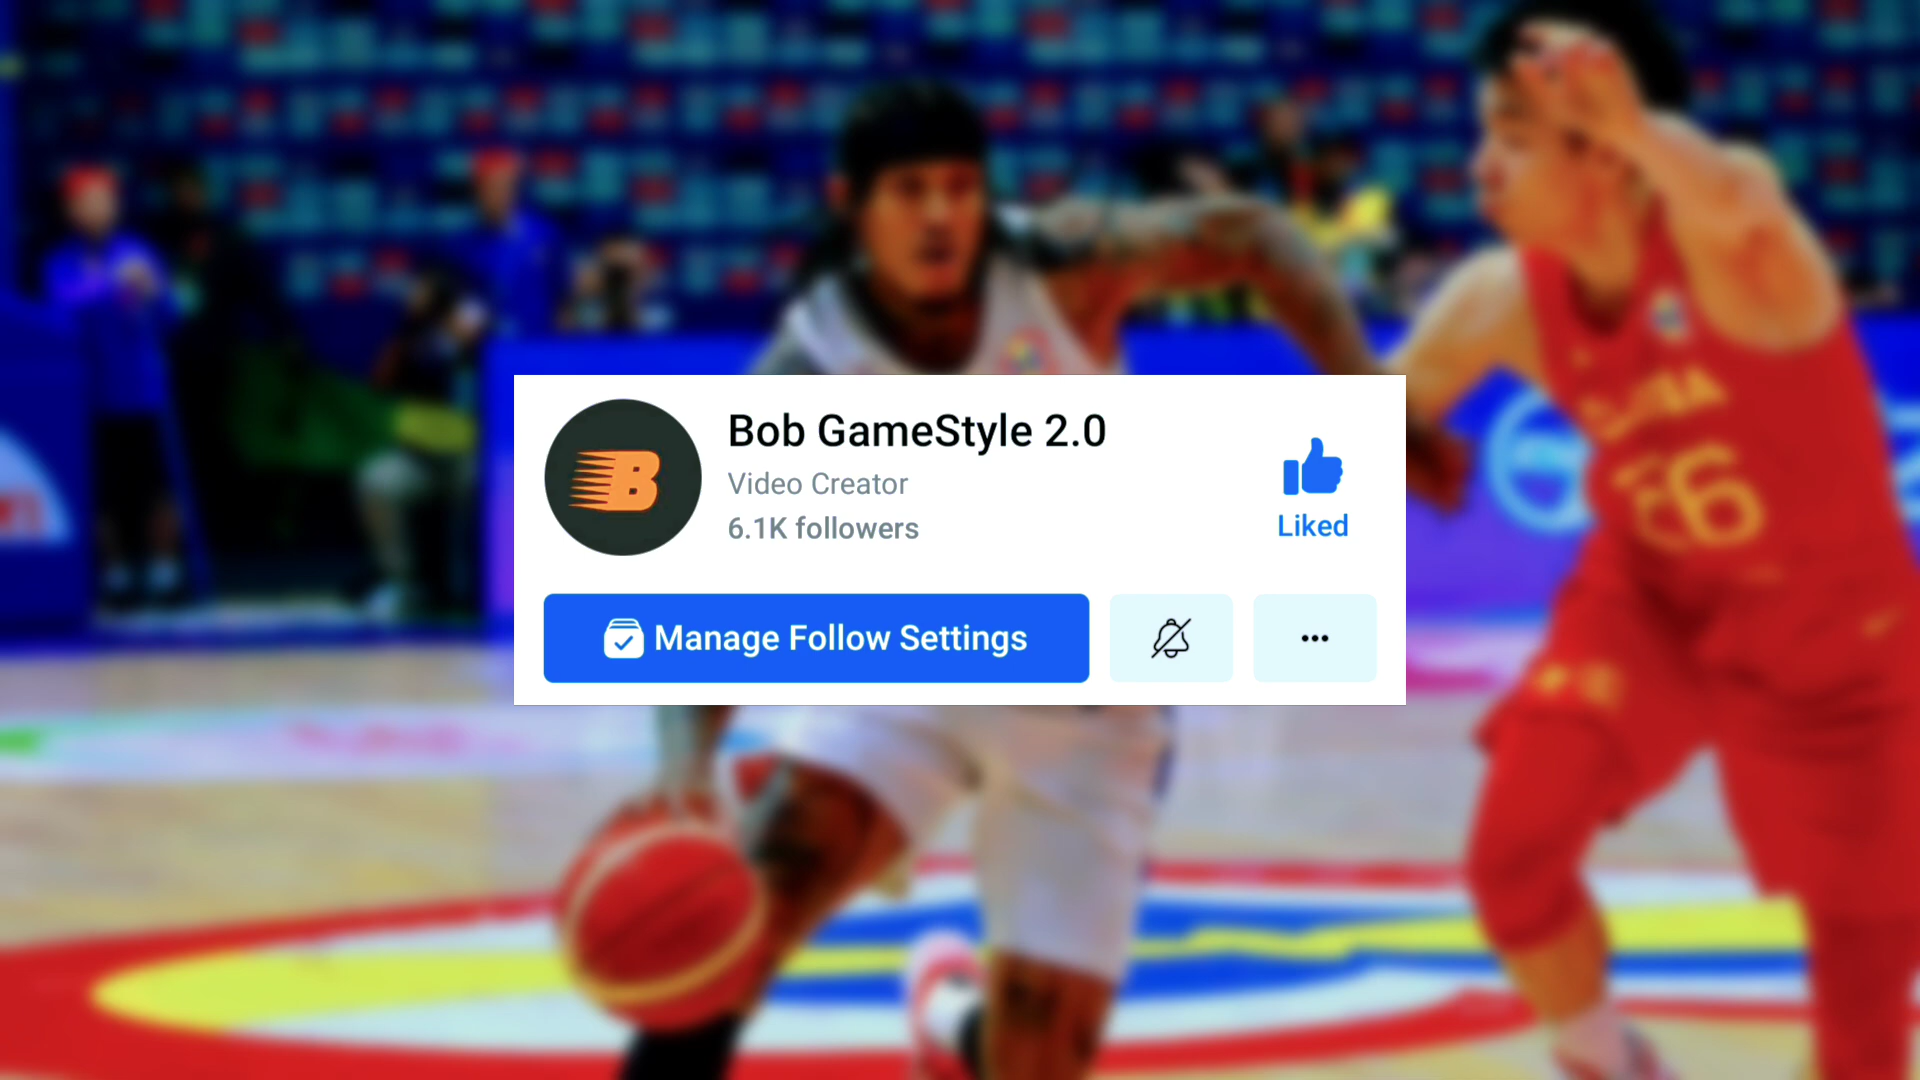 B
Bob GameStyle 2.0
Video Creator
6.1K followers
Liked
Manage Follow Settings
...